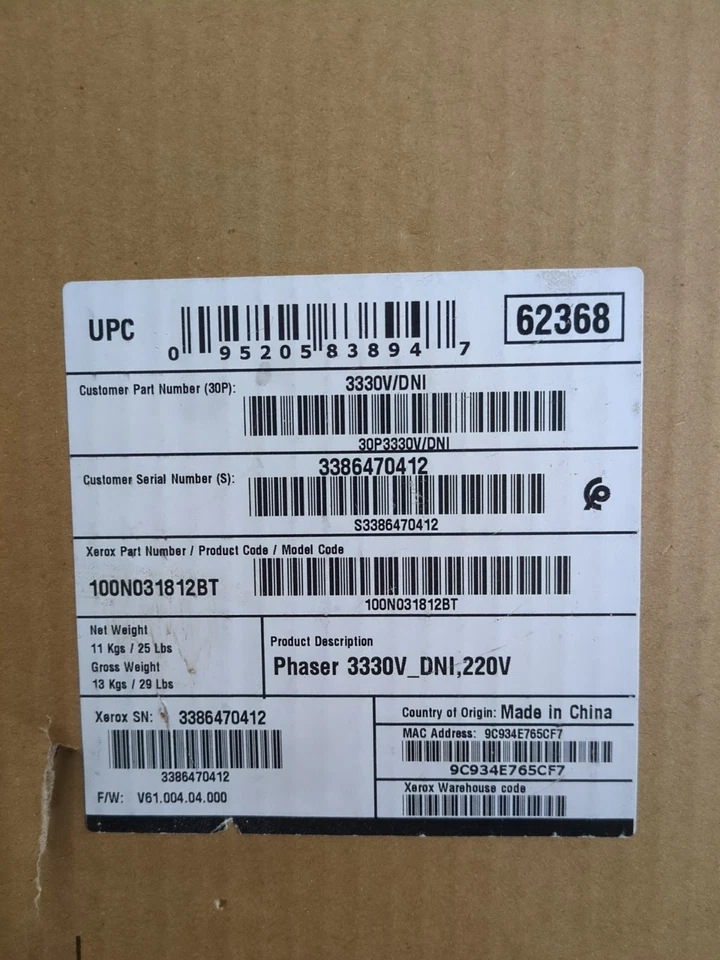 UPC
0 95205 83894 7
62368
Customer Part Number (30P):
3330V/DNI
30P3330V/DNI
Customer Serial Number (S):
3386470412
S3386470412
Xerox Part Number / Product Code / Model Code
100N031812BT
100N031812BT
Net Weight
11 Kgs / 25 Lbs
Gross Weight
13 Kgs / 29 Lbs
Product Description
Phaser 3330V_DNI,220V
Xerox SN: 3386470412
3386470412
F/W: V61.004.04.000
Country of Origin: Made in China
MAC Address: 9C934E765CF7
9C934E765CF7
Xerox Warehouse code